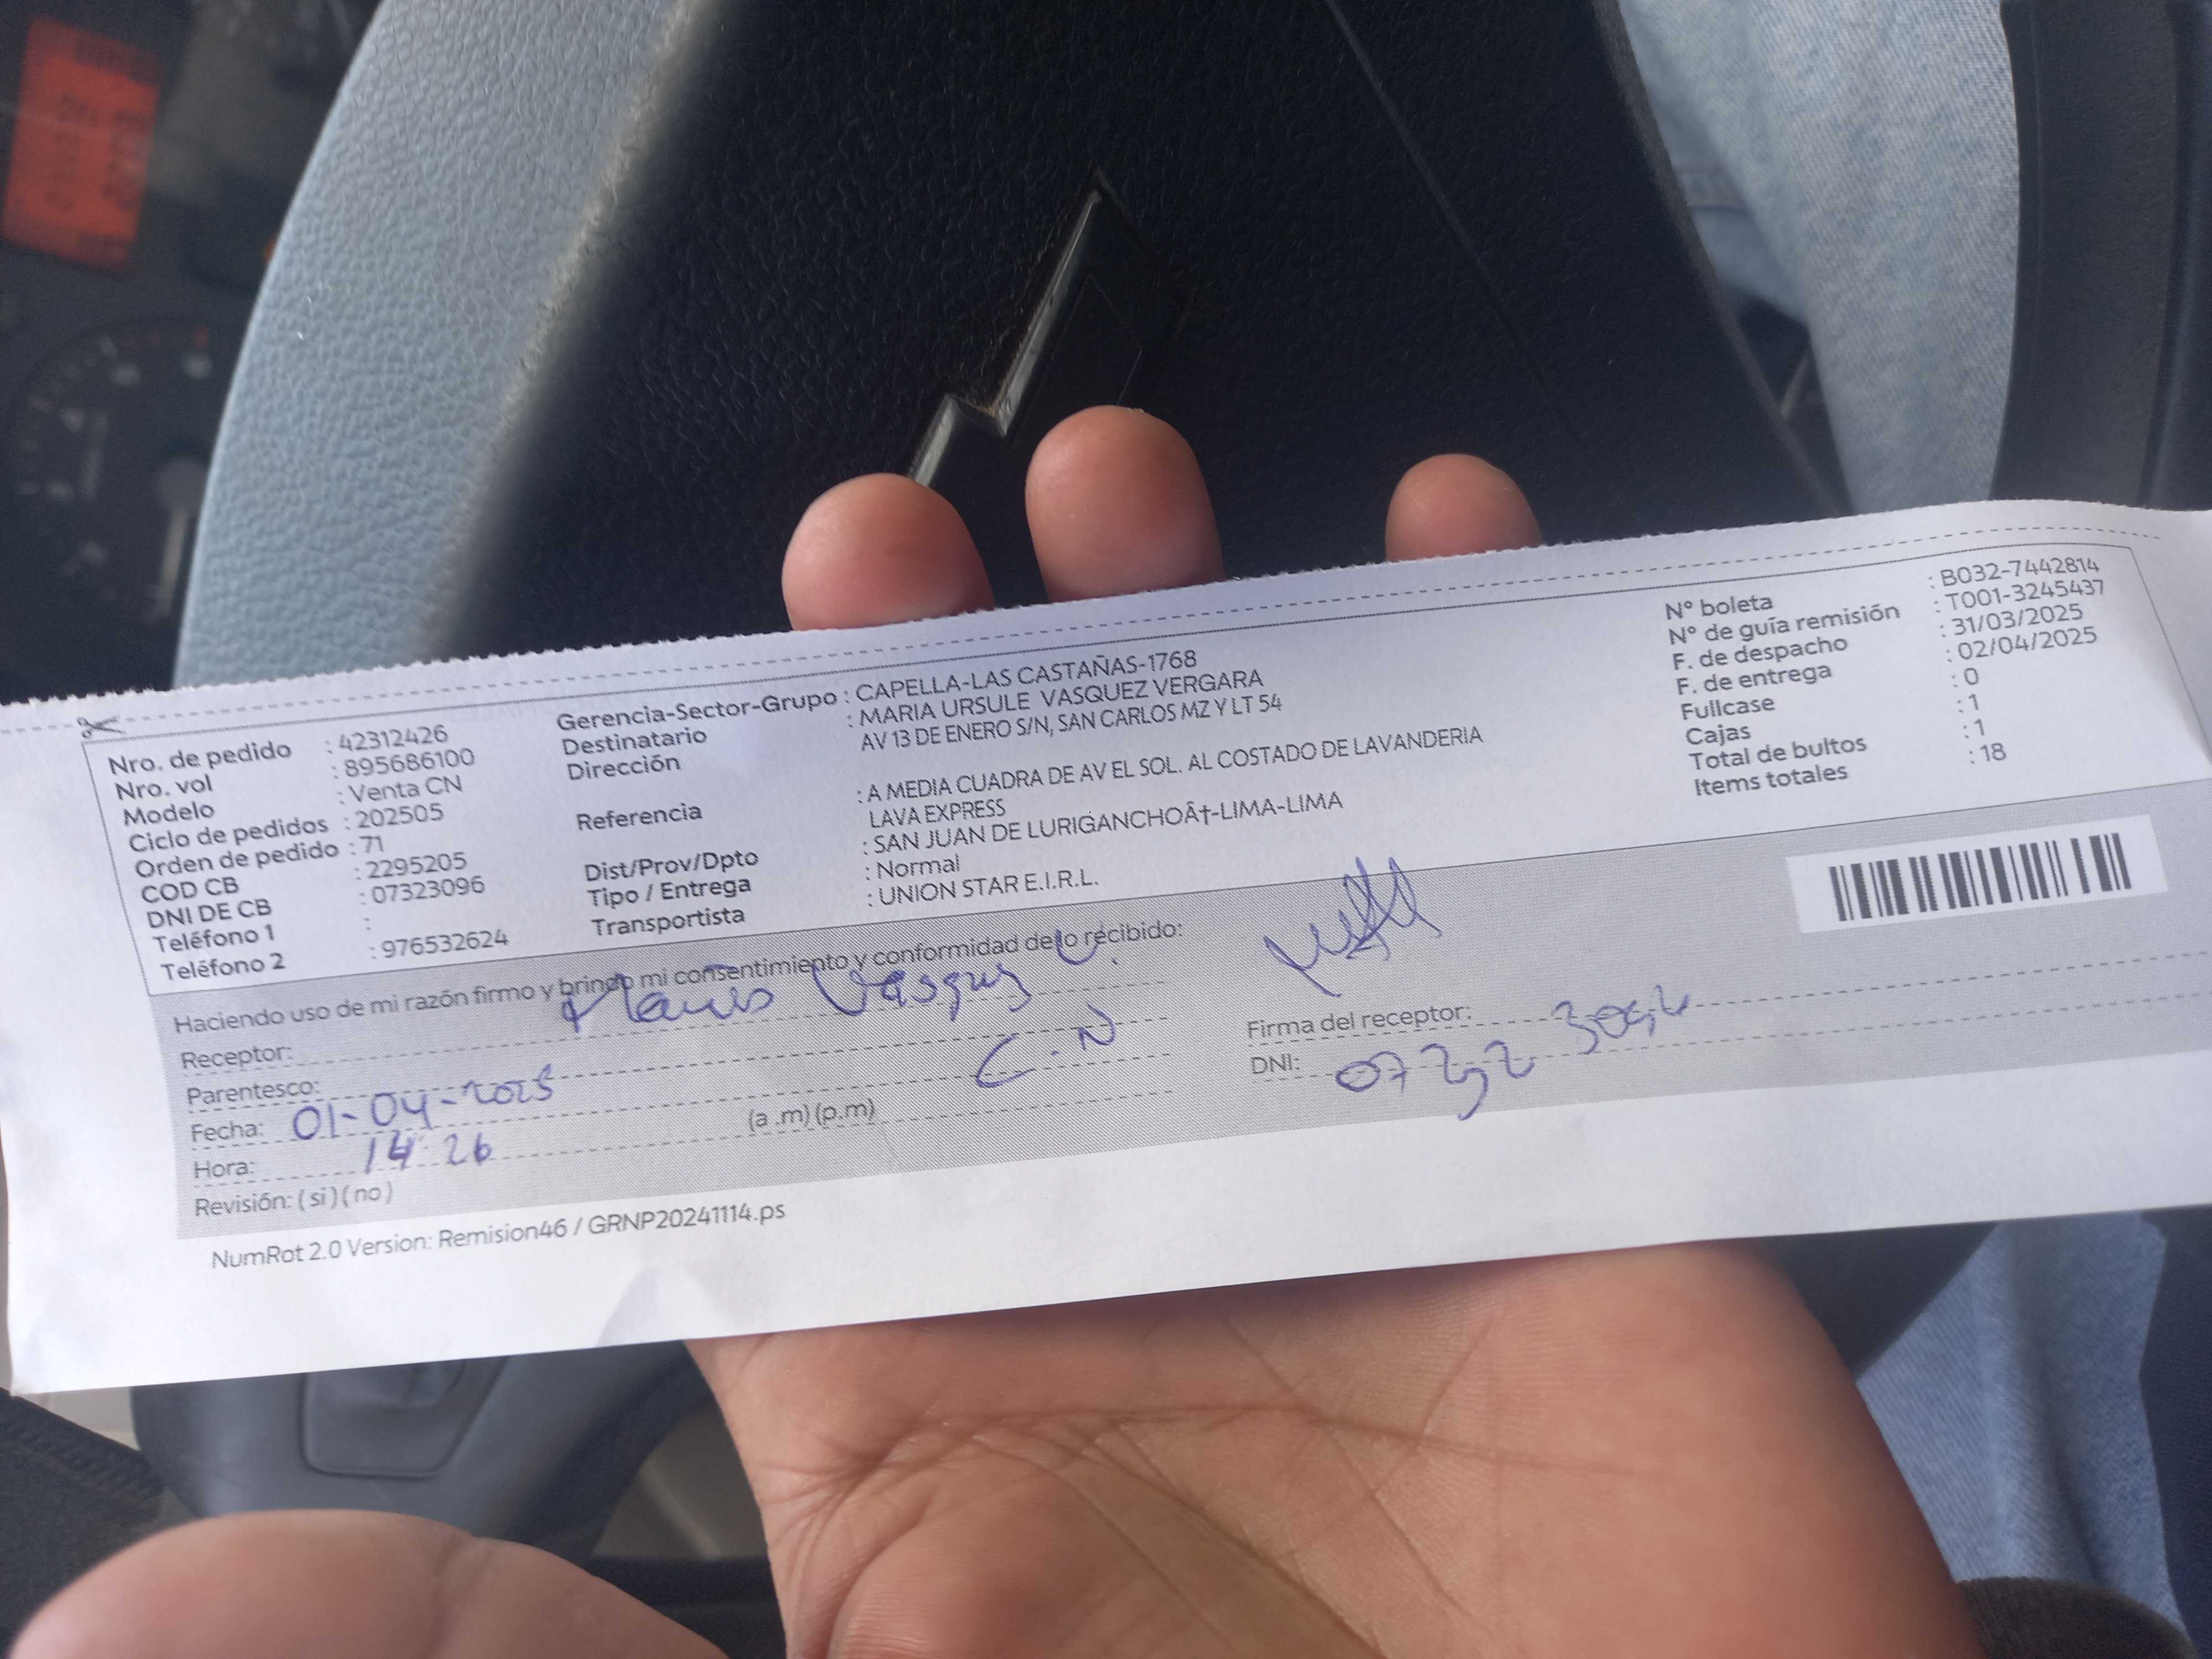 Nro. de pedido : 42312426
Nro. vol : 895686100
Modelo : Venta CN
Ciclo de pedidos : 202505
Orden de pedido : 71
COD CB : 2295205
DNI DE CB : 07323096
Teléfono 1 :
Teléfono 2 : 976532624
Gerencia-Sector-Grupo : CAPELLA-LAS CASTAÑAS-1768
Destinatario : MARIA URSULE VASQUEZ VERGARA
Dirección AV 13 DE ENERO S/N, SAN CARLOS MZ Y LT 54
Referencia : A MEDIA CUADRA DE AV EL SOL. AL COSTADO DE LAVANDERIA
LAVA EXPRESS
Dist/Prov/Dpto : SAN JUAN DE LURIGANCHOÂ†-LIMA-LIMA
Tipo / Entrega : Normal
Transportista : UNION STAR E.I.R.L.
N° boleta : B032-7442814
N° de guía remisión : T001-3245437
F. de despacho : 31/03/2025
F. de entrega : 02/04/2025
Fullcase : 0
Cajas : 1
Total de bultos : 1
Items totales : 18
Haciendo uso de mi razón firmo y brindo mi consentimiento y conformidad de lo recibido:
Receptor: Vasquez V.
Parentesco: C.N
Fecha: 01-04-2025
Hora: 14:26 (a .m) (p.m)
Revisión: ( si ) ( no )
Firma del receptor:
DNI:
NumRot 2.0 Version: Remision46 / GRNP20241114.ps